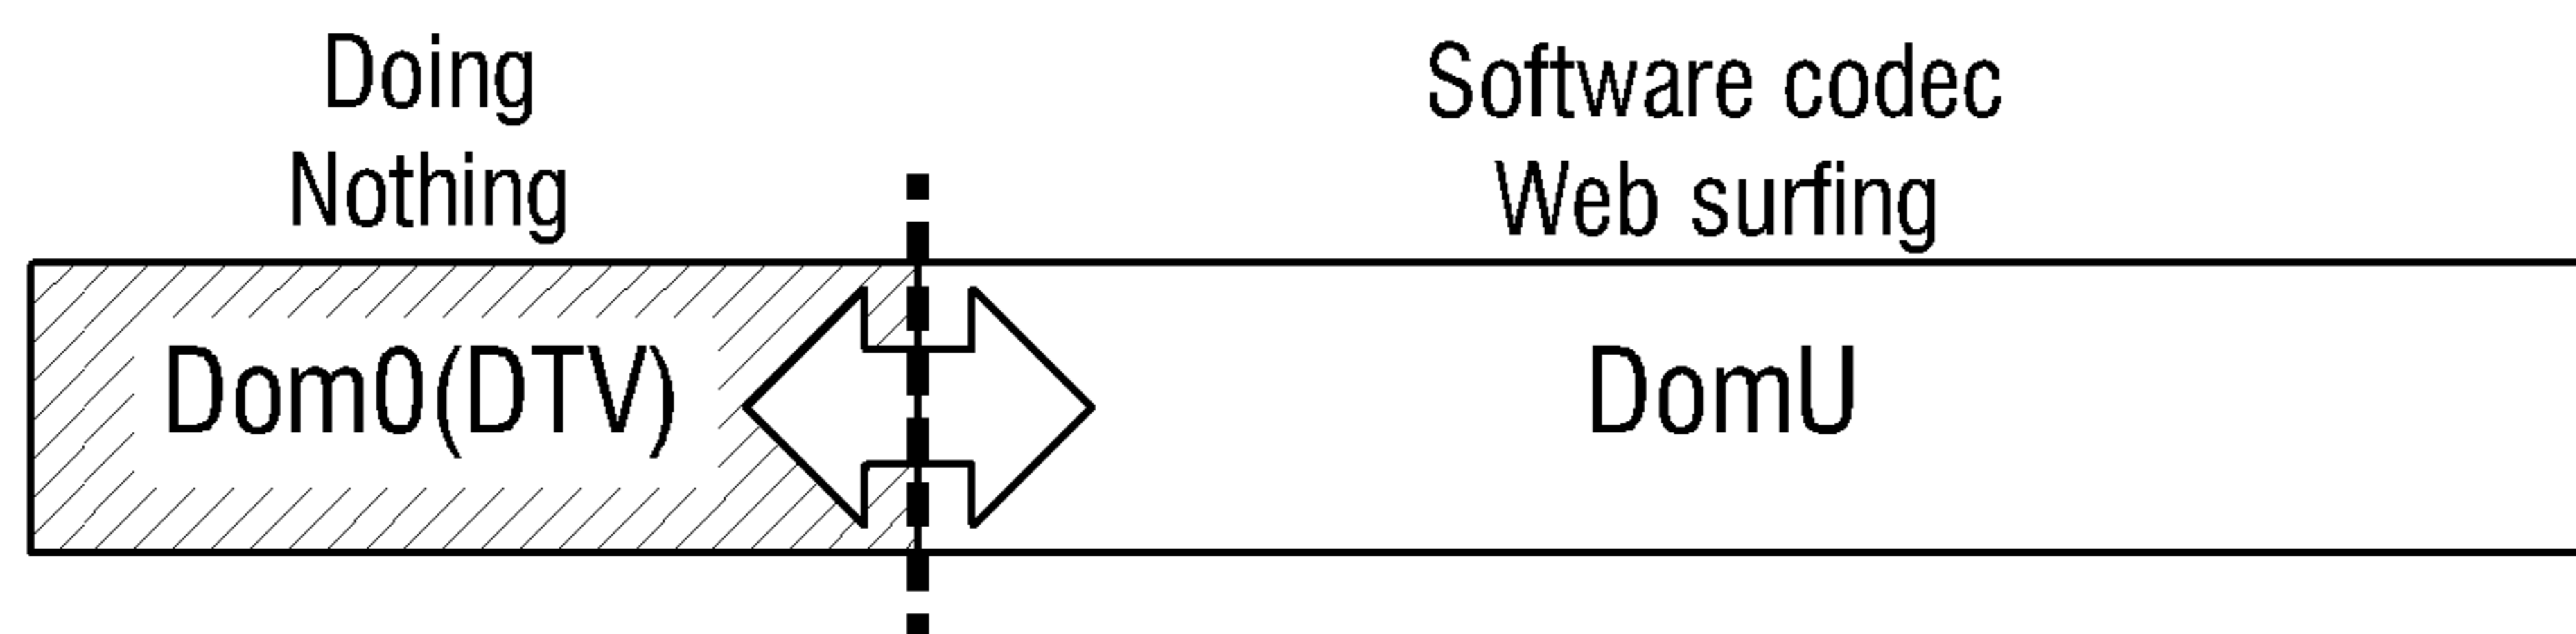 Doing
Nothing
Software codec
Web surfing
Dom0(DTV)
DomU